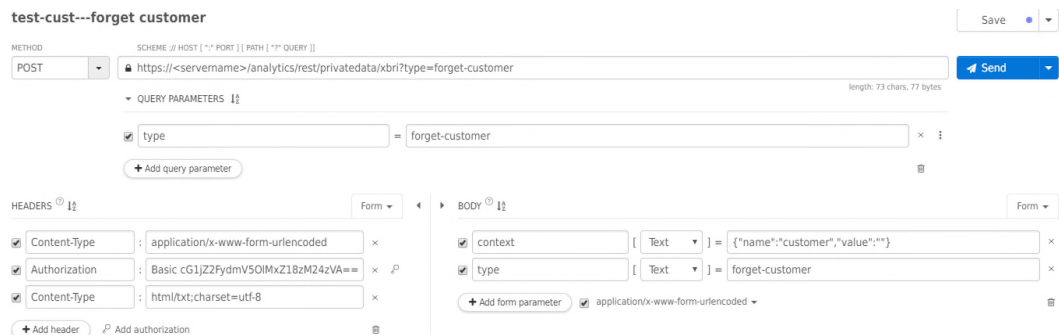 test-cust---forget customer
Save
METHOD
SCHEME :// HOST [ ":" PORT ] [ PATH [ "?" QUERY ]]
POST
https://<servername>/analytics/rest/privatedata/xbri?type=forget-customer
Send
length: 73 chars, 77 bytes
QUERY PARAMETERS
type = forget-customer ×
+ Add query parameter
HEADERS ? Form
BODY ? Form
Content-Type : application/x-www-form-urlencoded ×
context [ Text ] = {"name":"customer","value":""} ×
Authorization : Basic cG1jZ2FydmV5OlMxZ18zM24zVA== ×
type [ Text ] = forget-customer ×
Content-Type : html/txt;charset=utf-8 ×
+ Add form parameter application/x-www-form-urlencoded
+ Add header Add authorization